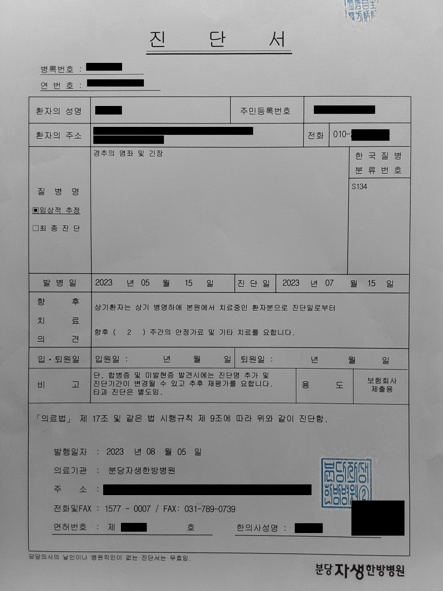 진 단 서
병록번호 :
연 번호 :
환자의 성명 주민등록번호
환자의 주소 전화 010-
질 병 명
▣임상적 추정
□최 종 진 단
경추의 염좌 및 긴장
한 국 질 병
분 류 번 호
S134
발 병 일 2023 년 05 월 15 일 진 단 일 2023 년 07 월 15 일
향 후
치 료
의 견
상기환자는 상기 병명하에 본원에서 치료중인 환자분으로 진단일로부터
향후 ( 2 ) 주간의 안정가료 및 기타 치료를 요합니다.
입 · 퇴원일 입원일 : 년 월 일 퇴원일 : 년 월 일
비 고
단, 합병증 및 미발현증 발견시에는 진단명 추가 및
진단기간이 변경될 수 있고 추후 재평가를 요합니다.
타과 진단은 별도임.
용 도
보험회사
제출용
「의료법」 제 17조 및 같은 법 시행규칙 제 9조에 따라 위와 같이 진단함.
발행일자 : 2023 년 08 월 05 일
의료기관 : 분당자생한방병원
주 소 :
전화및FAX : 1577 - 0007 / FAX: 031-789-0739
면허번호 : 제 호 한의사성명 :
분당자생
한방병원
담당의사의 날인이나 병원직인이 없는 진단서는 무효임.
분당 자생한방병원